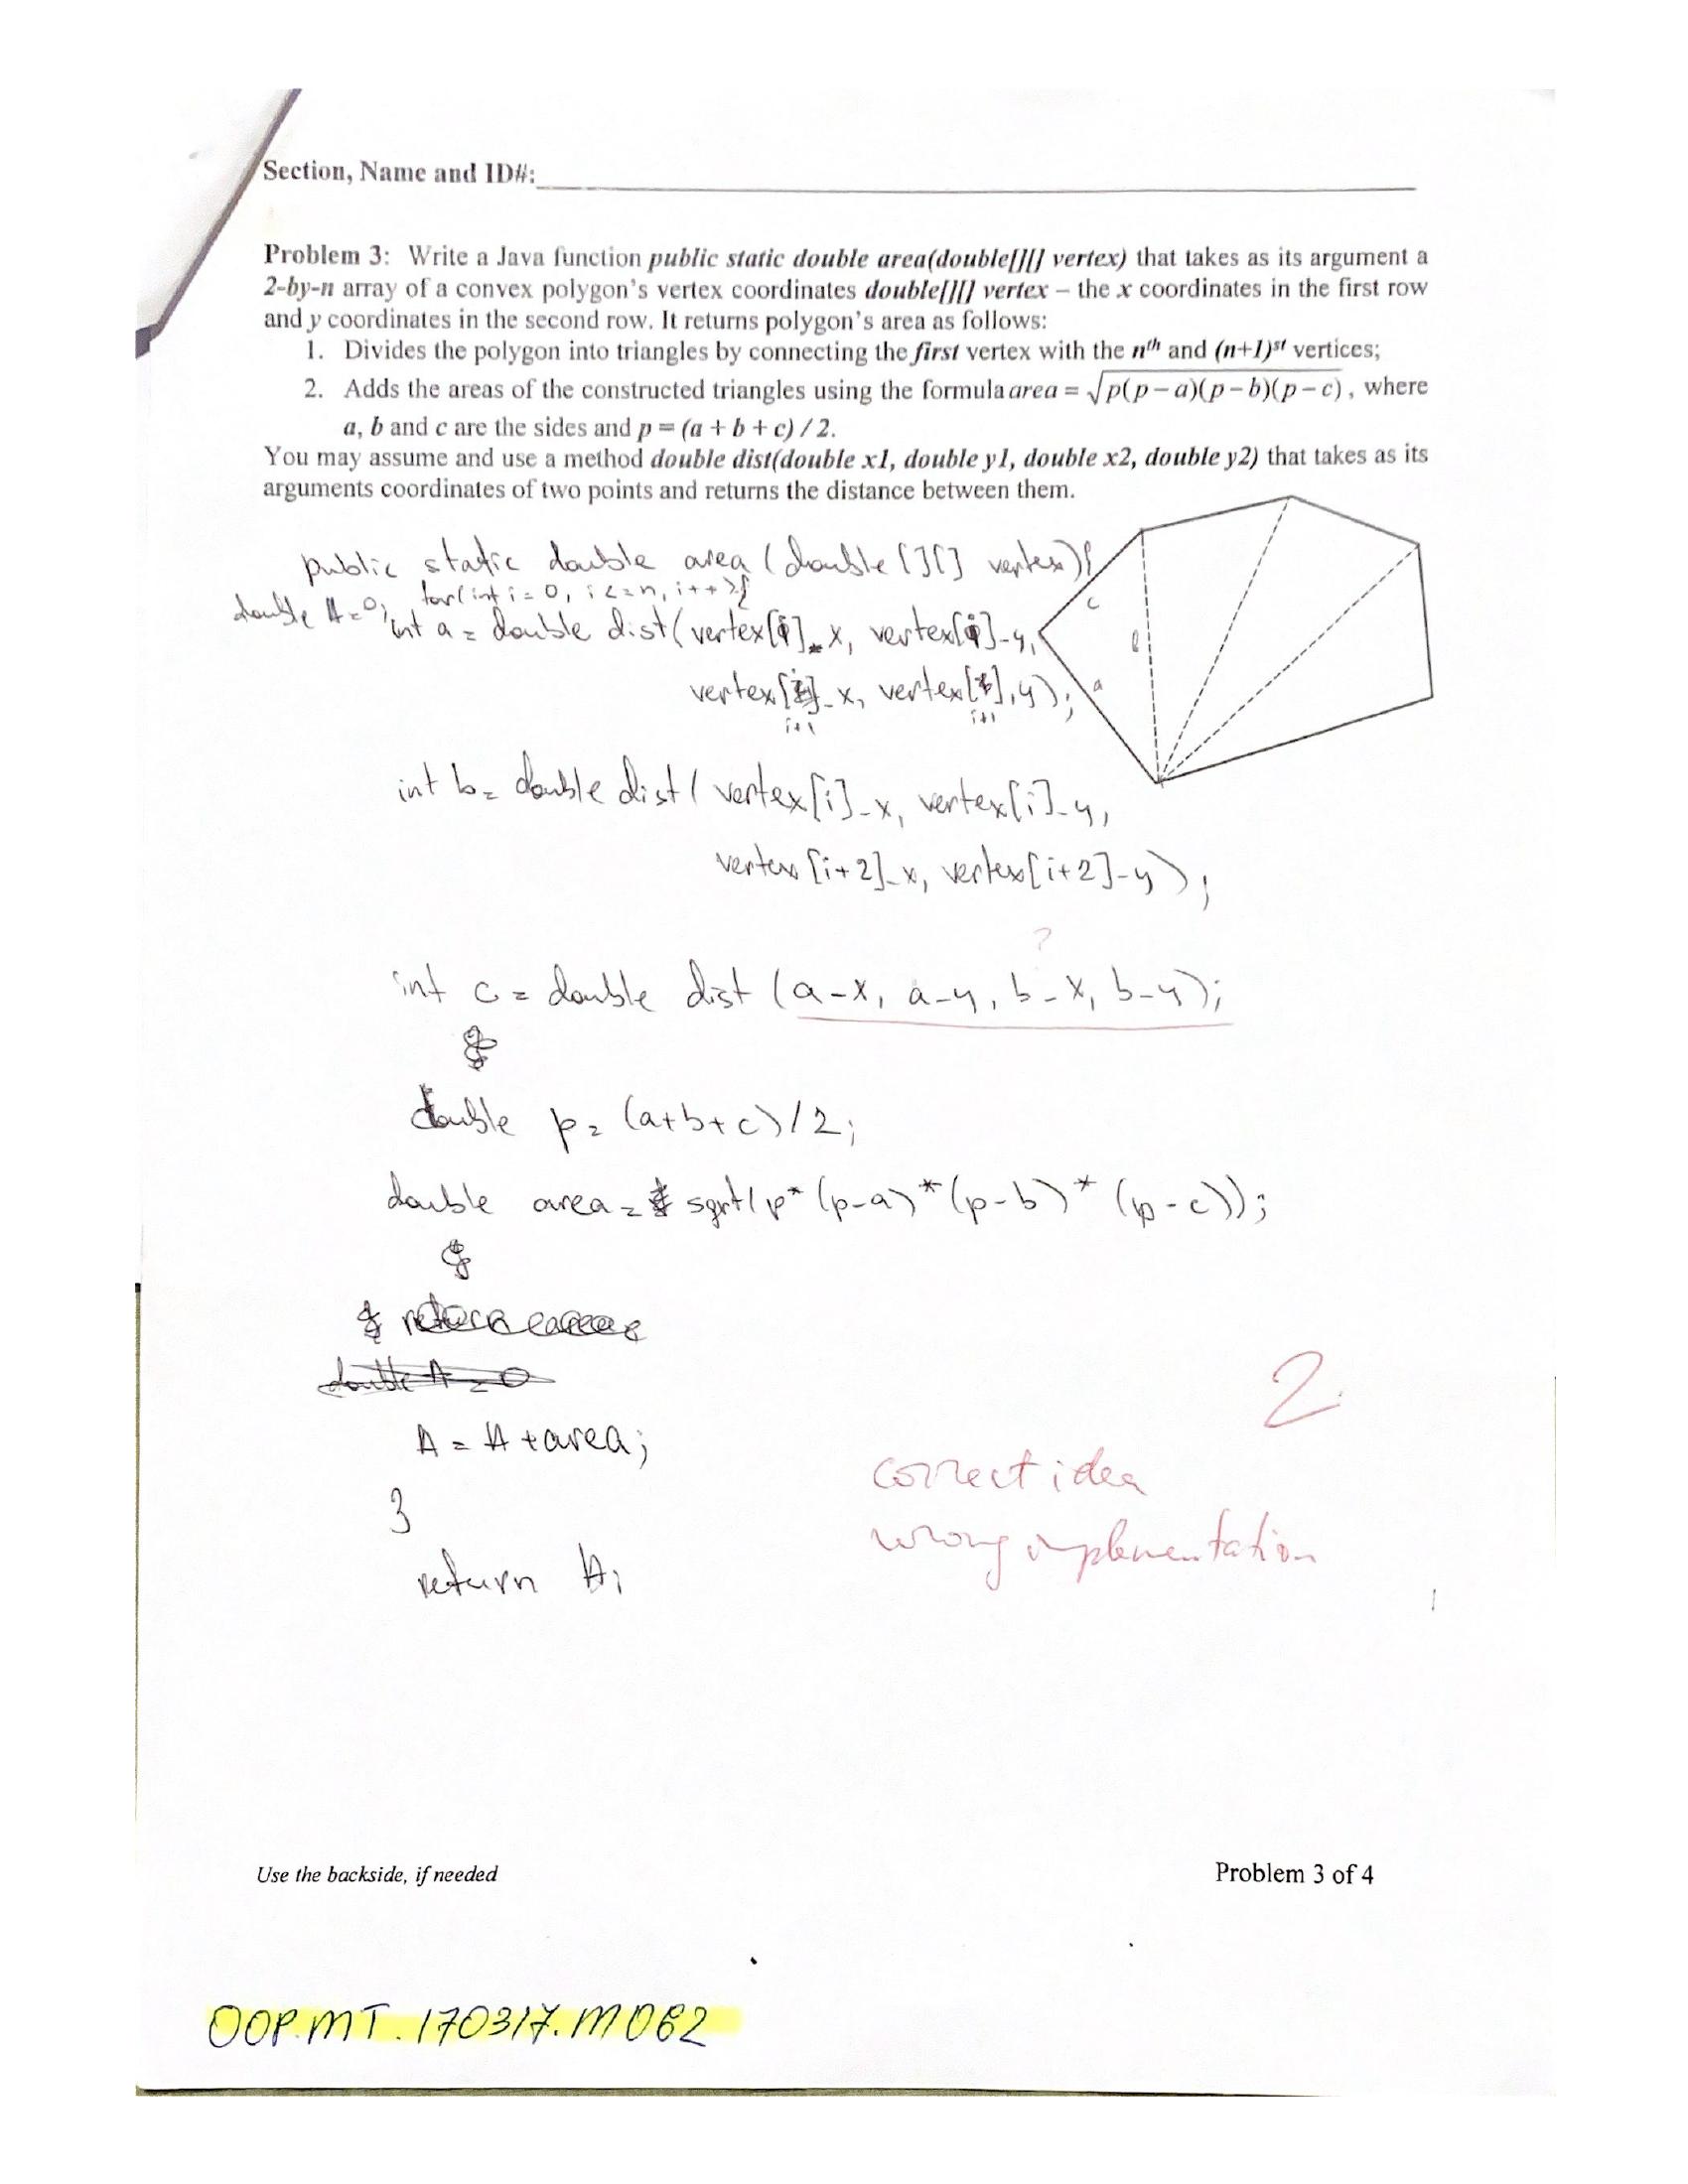 Section, Name and ID#:
Problem 3: Write a Java function public static double area(double[][] vertex) that takes as its argument a
2-by-n array of a convex polygon's vertex coordinates double[][] vertex – the x coordinates in the first row
and y coordinates in the second row. It returns polygon's area as follows:
1. Divides the polygon into triangles by connecting the first vertex with the nth and (n+1)st vertices;
2. Adds the areas of the constructed triangles using the formula area = √p(p – a)(p – b)(p – c) , where
a, b and c are the sides and p = (a + b + c) / 2.
You may assume and use a method double dist(double x1, double y1, double x2, double y2) that takes as its
arguments coordinates of two points and returns the distance between them.
public static double area (double [][] vertex){
double A=0; for(int i=0, i<=n, i++){
int a = double dist( vertex[i]_x, vertex[i]_y,
vertex[i+1]_x, vertex[i+1]_y);
c
b
a
int b= double dist( vertex[i]_x, vertex[i]_y,
vertex[i+2]_x, vertex[i+2]_y);
?
int c = double dist (a_x, a_y, b_x, b_y);
double p= (a+b+c)/2;
double area = sqrt(p*(p-a)*(p-b)*(p-c));
double A = 0
A = A + area;
}
return A;
2
correct idea
wrong implementation
Use the backside, if needed
Problem 3 of 4
OOP.MT.170317.M062